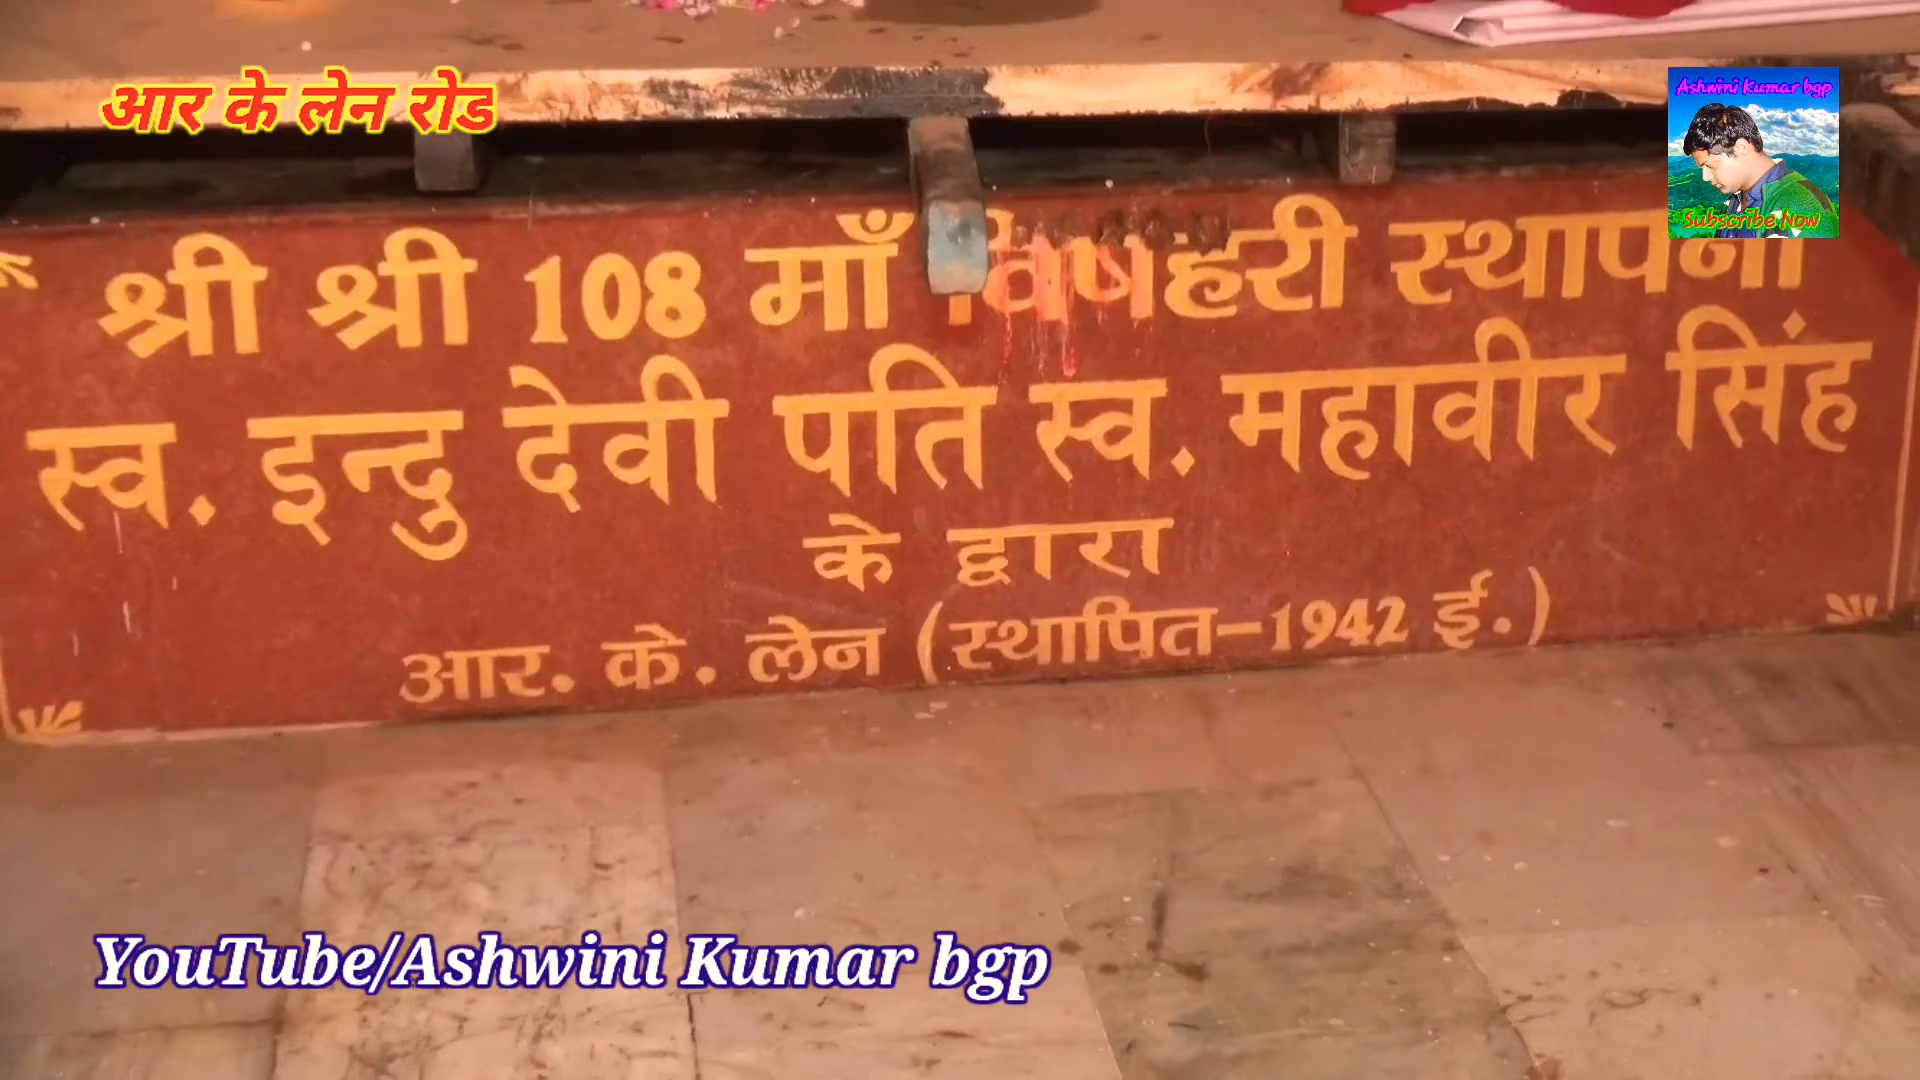 आर के लेन रोड
Ashwini Kumar bgp
Subscribe Now
श्री श्री 108 माँ विषहरी स्थापना
स्व. इन्दु देवी पति स्व. महावीर सिंह
के द्वारा
आर. के. लेन (स्थापित-1942 ई.)
YouTube/Ashwini Kumar bgp